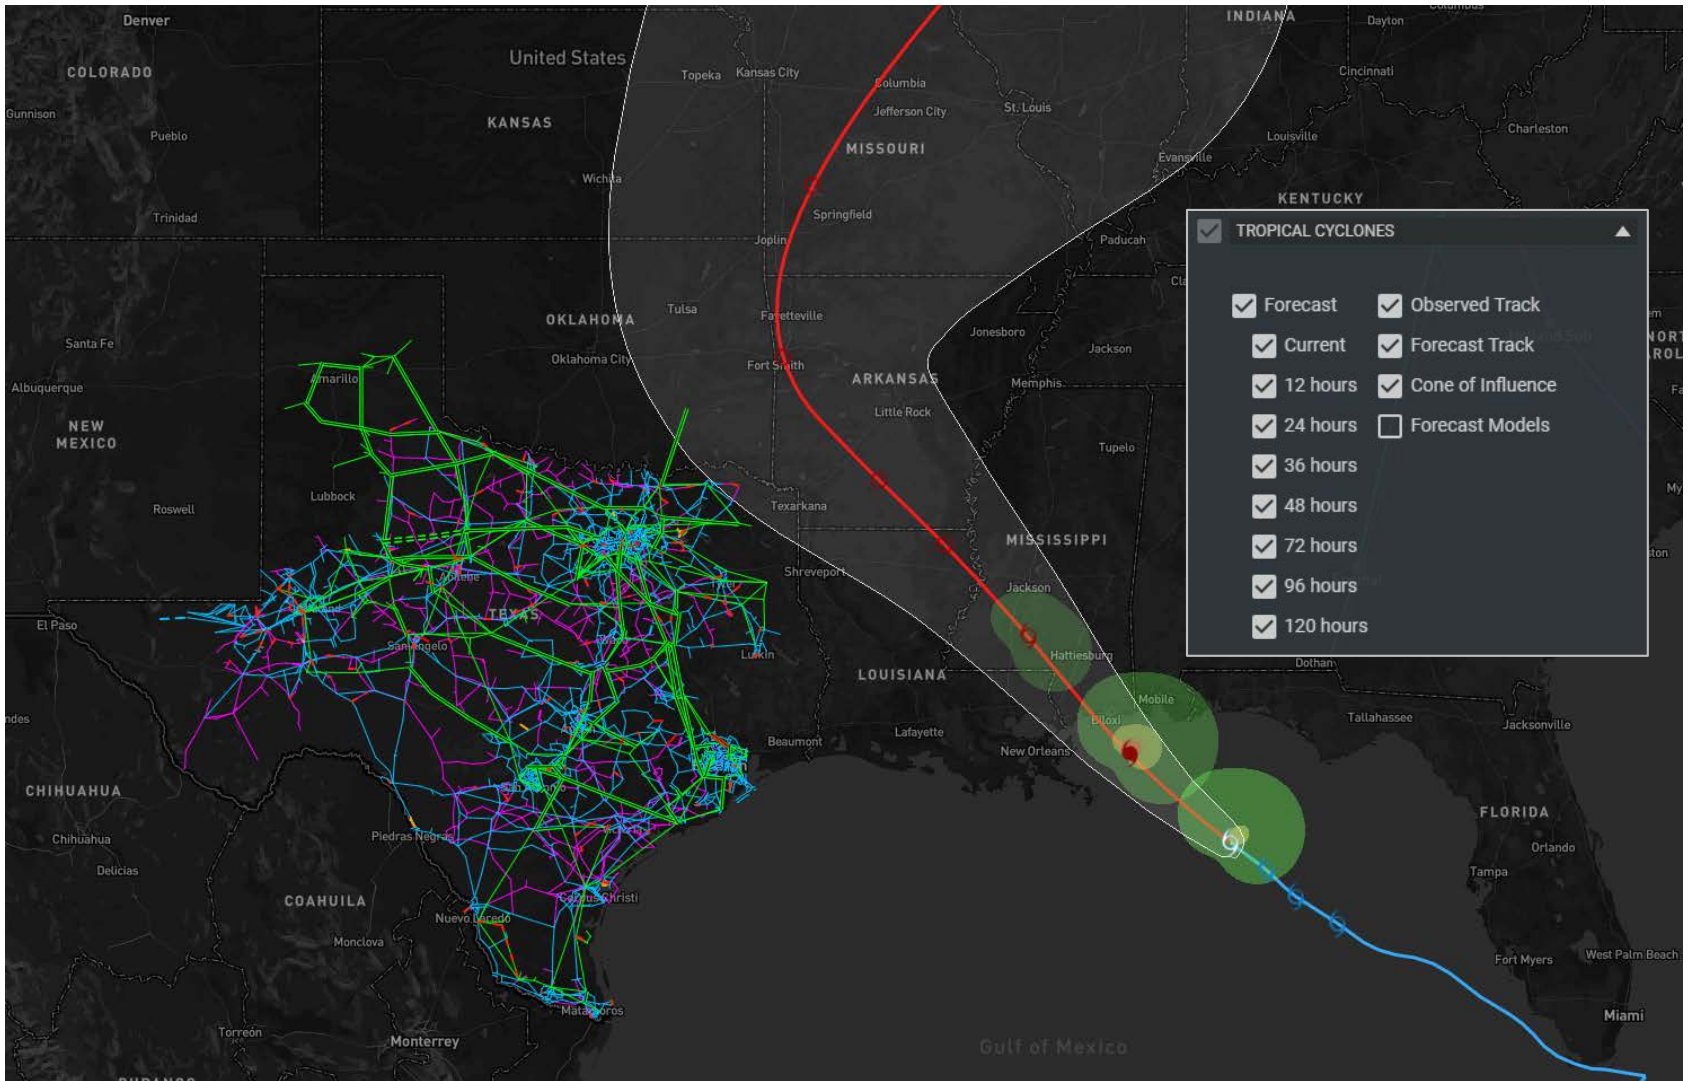 Denver
COLORADO
Gunnison
Pueblo
Trinidad
Santa Fe
Albuquerque
NEW
MEXICO
Roswell
El Paso
CHIHUAHUA
Chihuahua
Delicias
COAHUILA
Monclova
Torreón
Monterrey
United States
KANSAS
Topeka
Kansas City
Wichita
Columbia
Jefferson City
St. Louis
MISSOURI
Springfield
Joplin
INDIANA
Dayton
Cincinnati
Louisville
Charleston
Evansville
KENTUCKY
Paducah
OKLAHOMA
Tulsa
Oklahoma City
Fayetteville
Fort Smith
ARKANSAS
Little Rock
Jonesboro
Jackson
Memphis
Tupelo
Amarillo
Lubbock
Abilene
TEXAS
San Angelo
Texarkana
Shreveport
Lufkin
Beaumont
Piedras Negras
Corpus Christi
Nuevo Laredo
Matamoros
MISSISSIPPI
Jackson
Hattiesburg
LOUISIANA
Lafayette
New Orleans
Biloxi
Mobile
Dothan
Tallahassee
Jacksonville
FLORIDA
Orlando
Tampa
Fort Myers
West Palm Beach
Miami
Gulf of Mexico
TROPICAL CYCLONES
Forecast
Observed Track
Current
Forecast Track
12 hours
Cone of Influence
24 hours
Forecast Models
36 hours
48 hours
72 hours
96 hours
120 hours